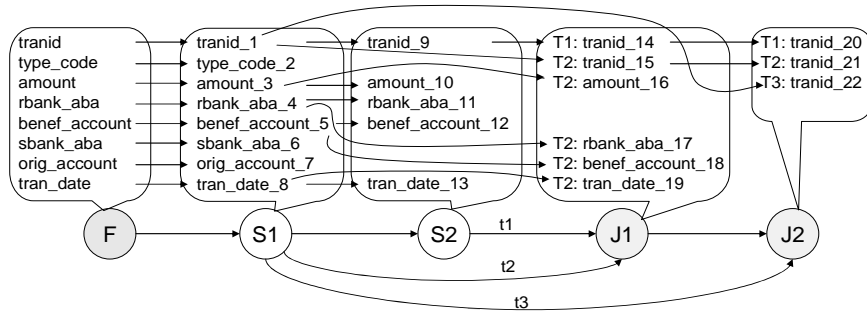 tranid tranid_1 tranid_9 T1: tranid_14 T1: tranid_20
type_code type_code_2 T2: tranid_15 T2: tranid_21
amount amount_3 amount_10 T2: amount_16 T3: tranid_22
rbank_aba rbank_aba_4 rbank_aba_11
benef_account benef_account_5 benef_account_12
sbank_aba sbank_aba_6 T2: rbank_aba_17
orig_account orig_account_7 T2: benef_account_18
tran_date tran_date_8 tran_date_13 T2: tran_date_19
F S1 S2 t1 J1 J2
t2
t3